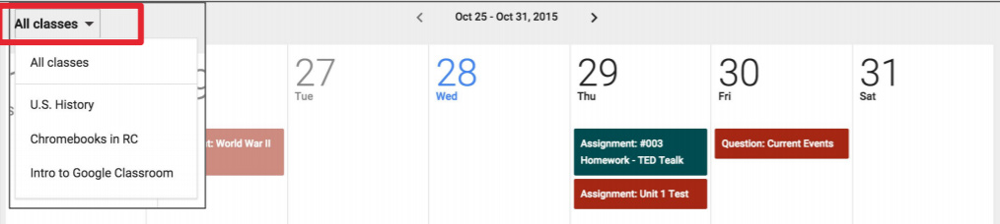 All classes
Oct 25 - Oct 31, 2015
All classes
U.S. History
Chromebooks in RC
Intro to Google Classroom
27
Tue
28
Wed
29
Thu
30
Fri
31
Sat
t: World War II
Assignment: #003
Homework - TED Tealk
Assignment: Unit 1 Test
Question: Current Events